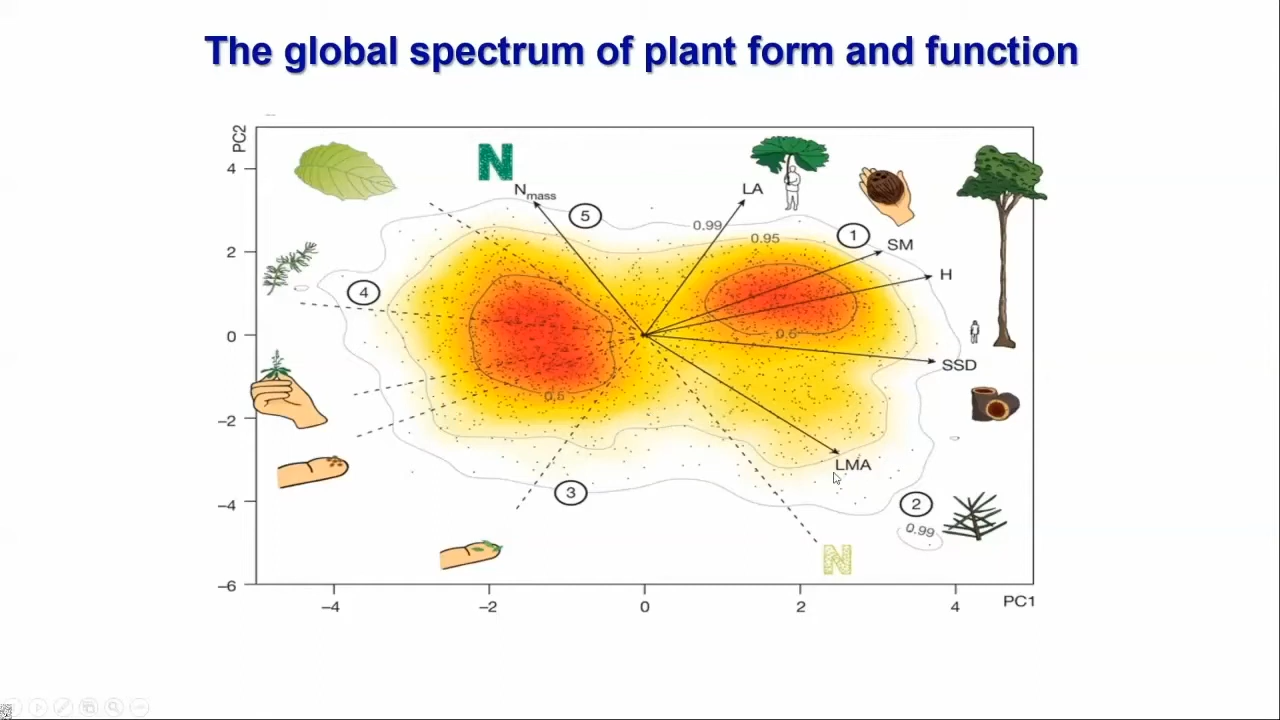 The global spectrum of plant form and function
PC2
4
2
0
−2
−4
−6
N
N mass
5
LA
0.99
0.95
1
SM
H
4
0.6
SSD
0.6
LMA
3
2
0.99
N
−4
−2
0
2
4
PC1